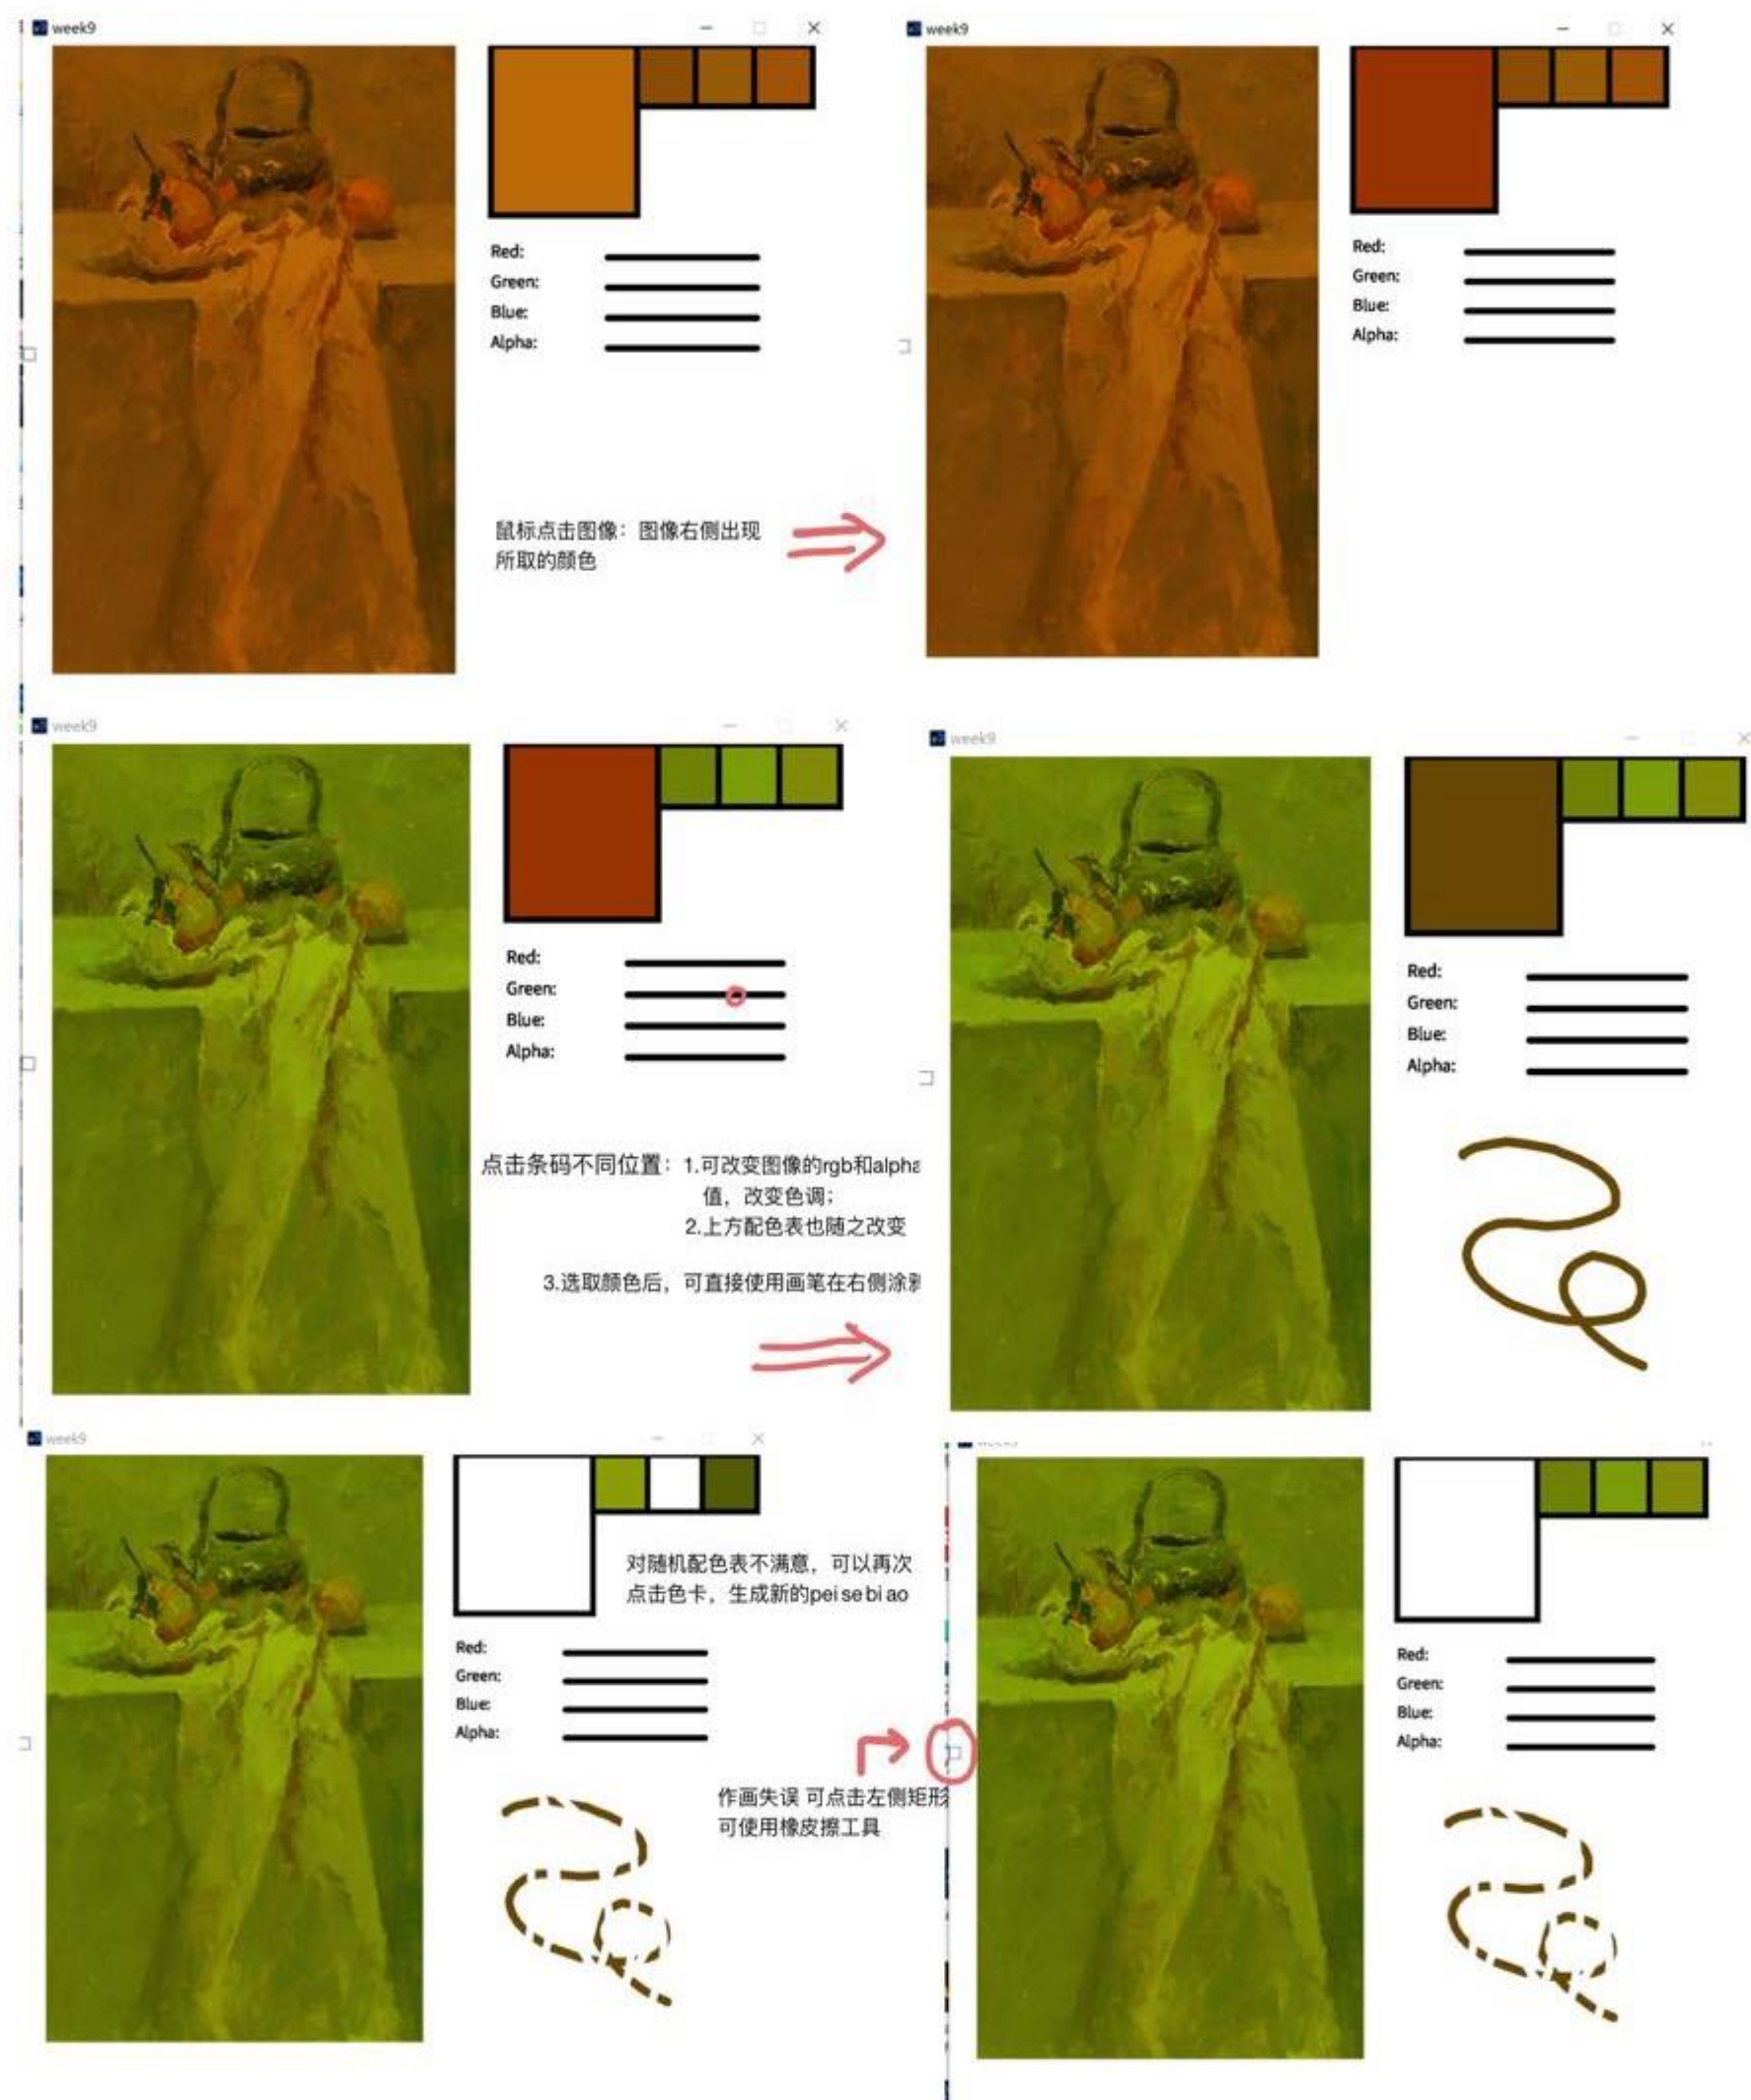 week9
Red:
Green:
Blue:
Alpha:
鼠标点击图像：图像右侧出现
所取的颜色
week9
Red:
Green:
Blue:
Alpha:
week9
Red:
Green:
Blue:
Alpha:
点击条码不同位置：1.可改变图像的rgb和alpha
值，改变色调；
2.上方配色表也随之改变
3.选取颜色后，可直接使用画笔在右侧涂
week9
Red:
Green:
Blue:
Alpha:
week9
对随机配色表不满意，可以再次
点击色卡，生成新的peisebiao
Red:
Green:
Blue:
Alpha:
作画失误 可点击左侧矩形
可使用橡皮擦工具
Red:
Green:
Blue:
Alpha: